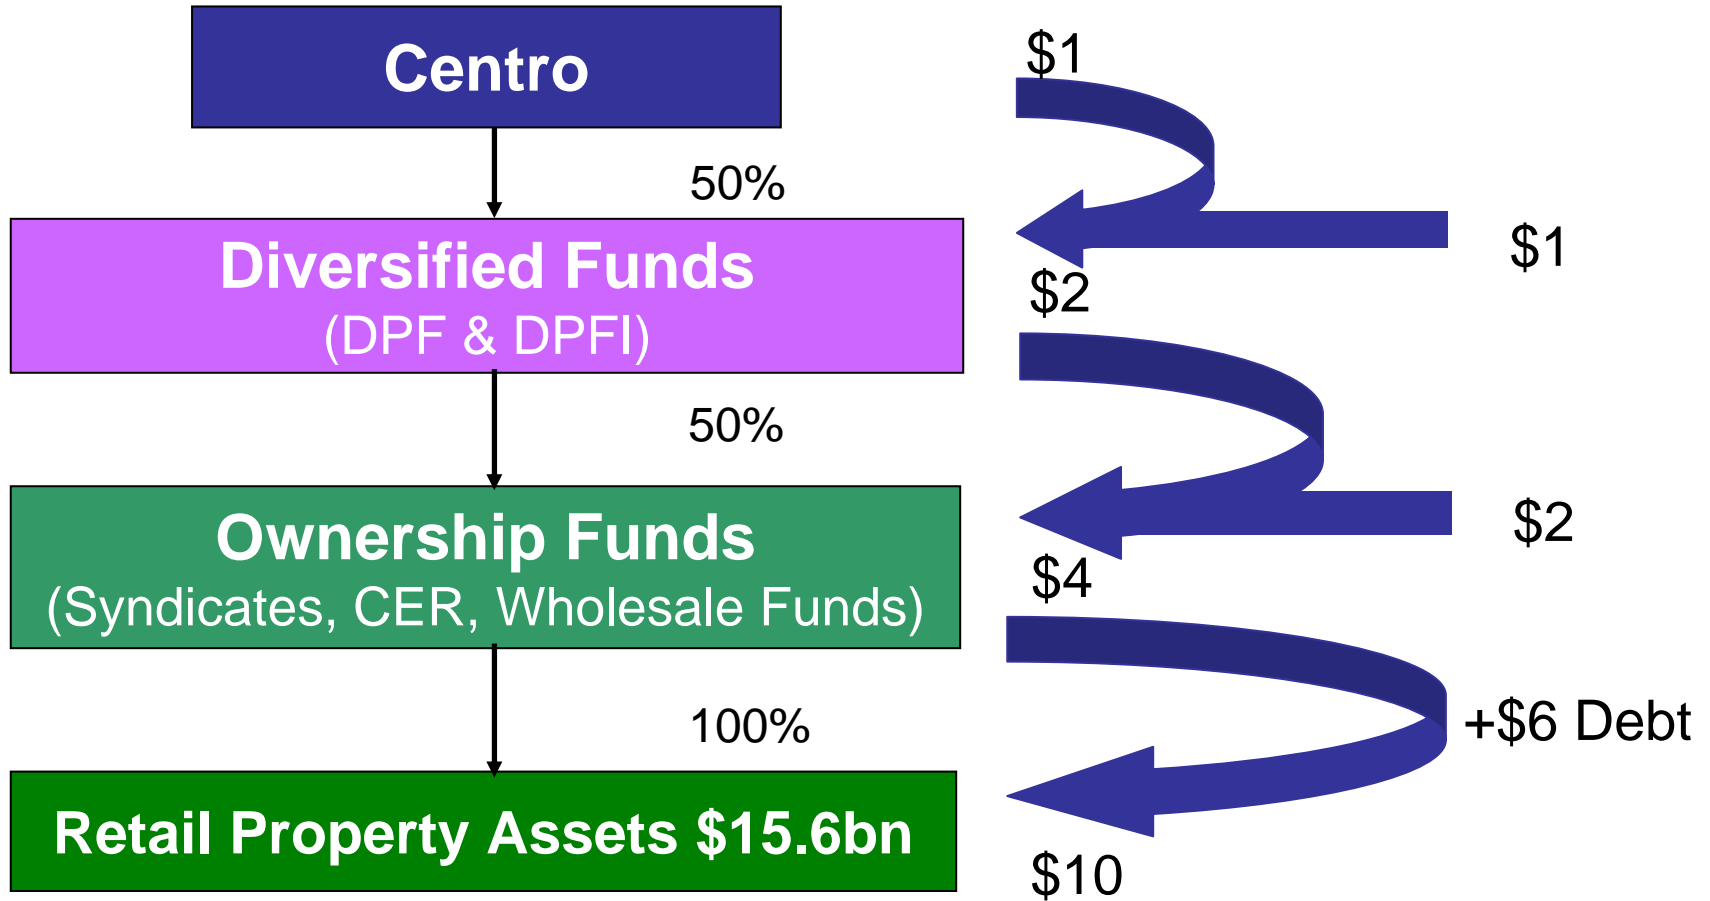 Centro
$1
50%
$1
Diversified Funds
(DPF & DPFI)
$2
50%
$2
Ownership Funds
(Syndicates, CER, Wholesale Funds)
$4
100%
+$6 Debt
Retail Property Assets $15.6bn
$10